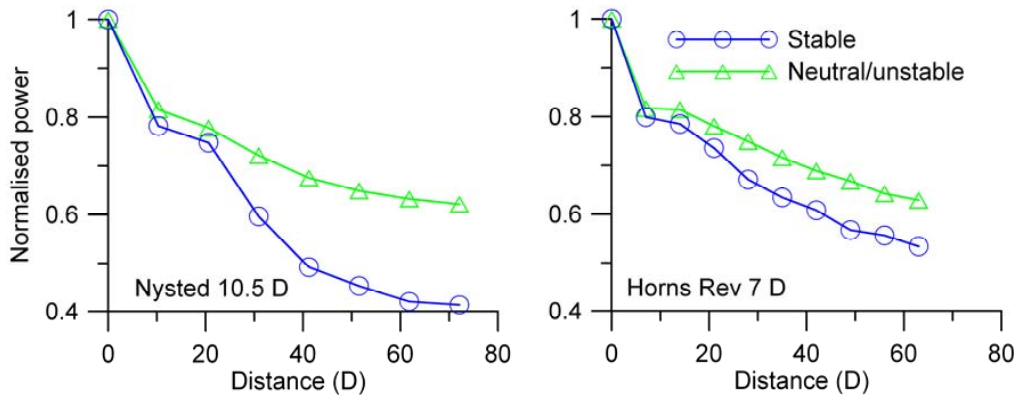 Normalised power
1
0.8
0.6
0.4
Nysted 10.5 D
0
20
40
60
80
Distance (D)
1
0.8
0.6
0.4
Stable
Neutral/unstable
Horns Rev 7 D
0
20
40
60
80
Distance (D)